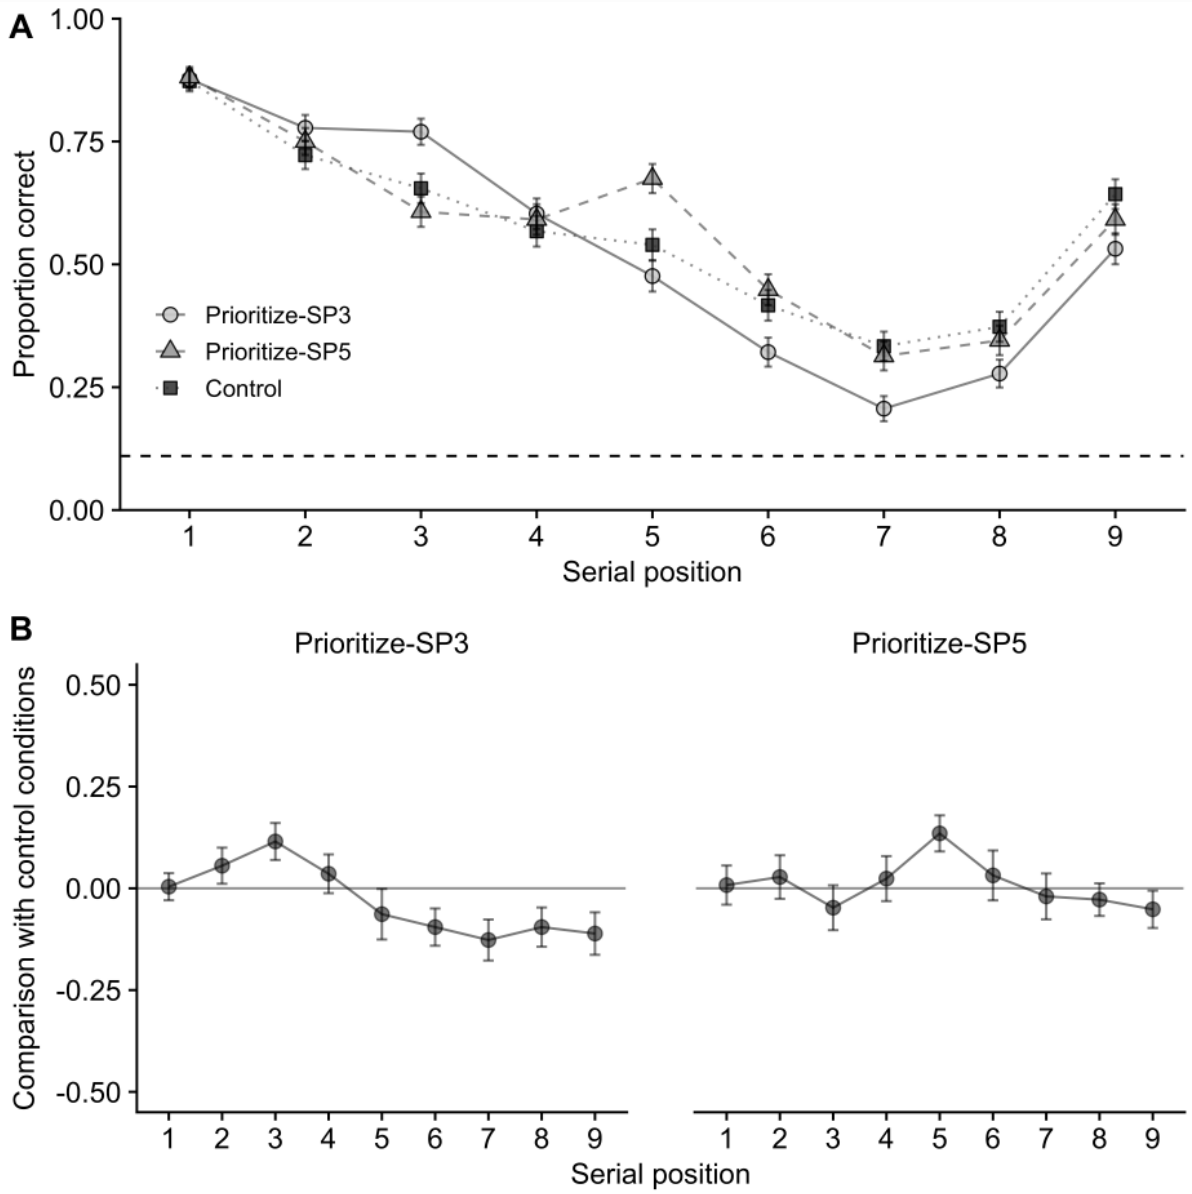 A
1.00
0.75
0.50
0.25
0.00
Proportion correct
Prioritize-SP3
Prioritize-SP5
Control
1 2 3 4 5 6 7 8 9
Serial position
B
Prioritize-SP3 Prioritize-SP5
0.50
0.25
0.00
-0.25
-0.50
Comparison with control conditions
1 2 3 4 5 6 7 8 9 1 2 3 4 5 6 7 8 9
Serial position